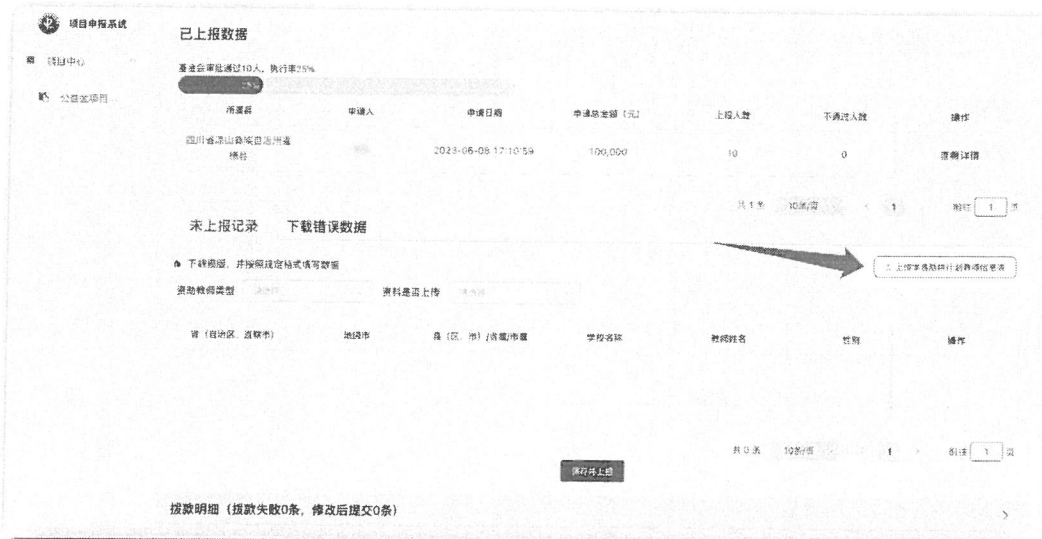 项目申报系统
项目中心
公益金项目...
已上报数据
基金会审批通过10人，执行率25%
25%
所属县 申请人 申请日期 申请总金额（元） 上报人数 不通过人数 操作
四川省凉山彝族自治州
2023-06-08 17:10:59 100,000 10 0 查看详情
共 1 条 10条/页 1 前往 1 页
未上报记录 下载错误数据
下载模版，并按照规定格式填写数据
资助教师类型 资料是否上传
省（自治区、直辖市） 地级市 县（区、市）/省属/市属 学校名称 教师姓名 性别 操作
共 0 条 10条/页 1 前往 1 页
保存并上报
拨款明细（拨款失败0条，修改后提交0条）